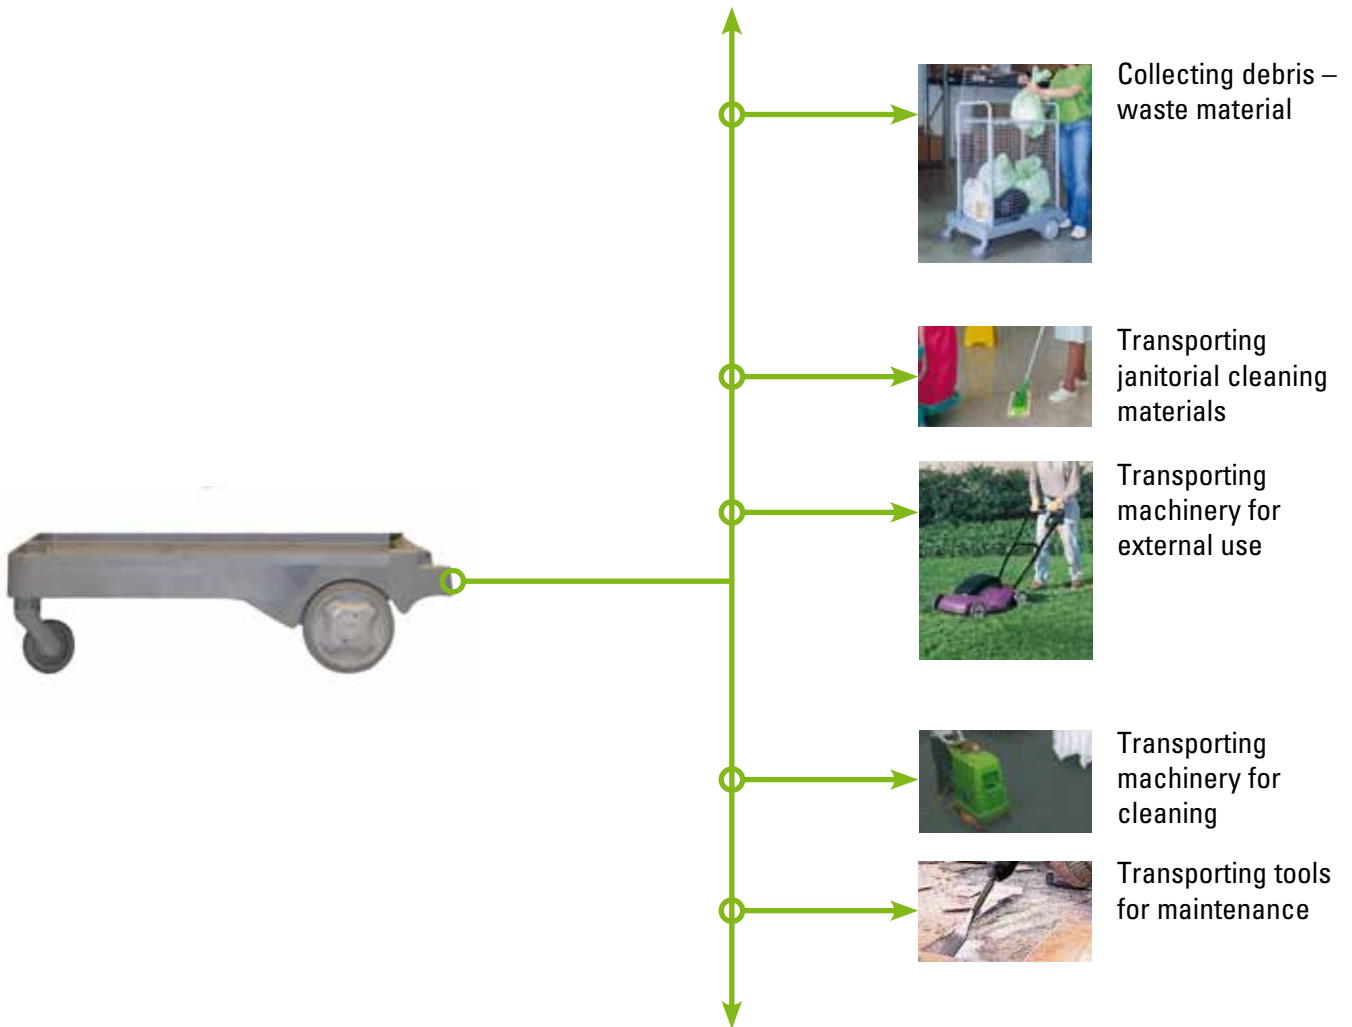 Collecting debris –
waste material
Transporting
janitorial cleaning
materials
Transporting
machinery for
external use
Transporting
machinery for
cleaning
Transporting tools
for maintenance